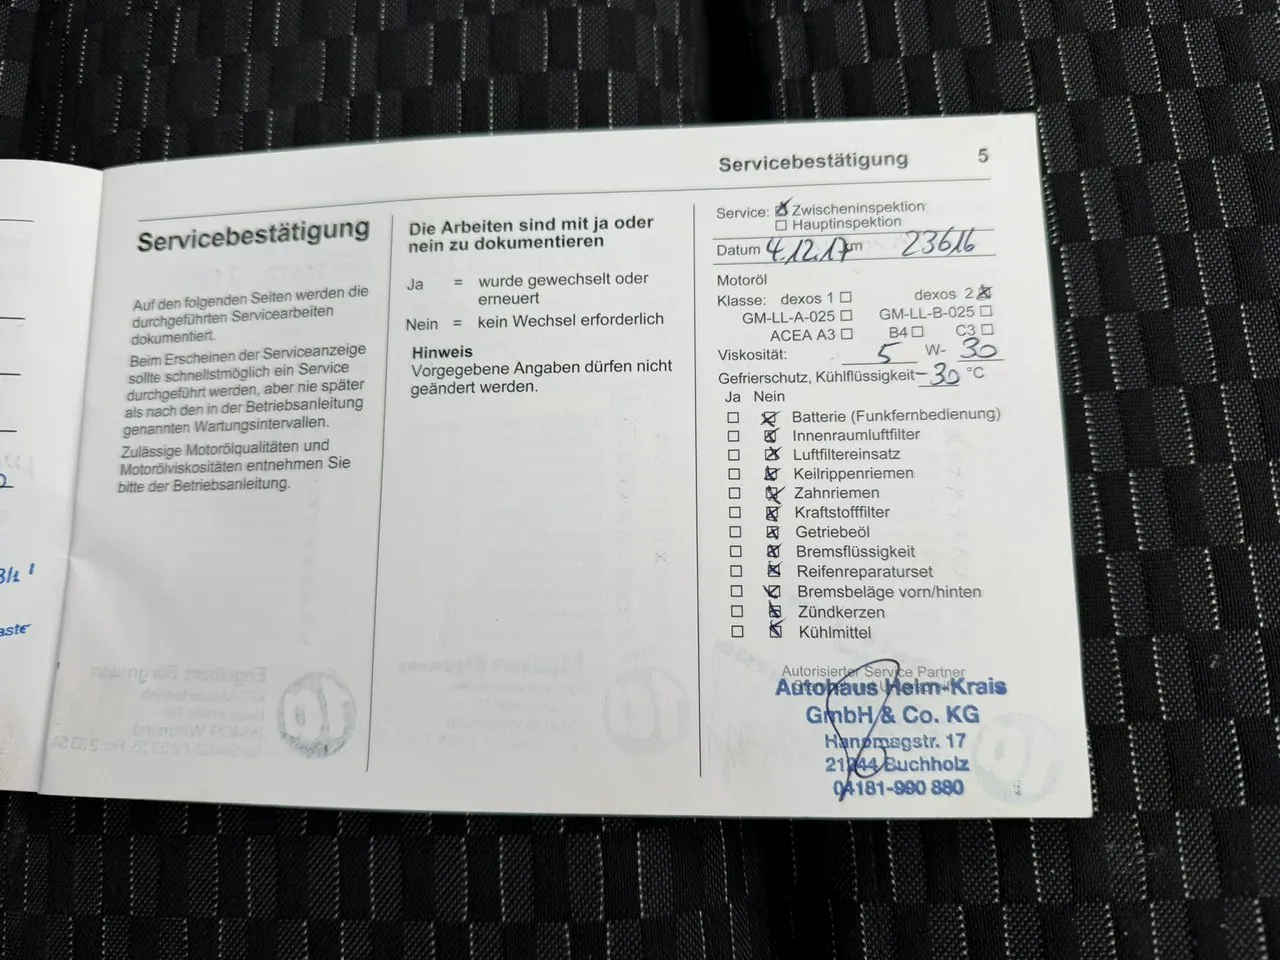 Servicebestätigung 5
Servicebestätigung
Auf den folgenden Seiten werden die
durchgeführten Servicearbeiten
dokumentiert.
Beim Erscheinen der Serviceanzeige
sollte schnellstmöglich ein Service
durchgeführt werden, aber nie später
als nach den in der Betriebsanleitung
genannten Wartungsintervallen.
Zulässige Motorölqualitäten und
Motorölviskositäten entnehmen Sie
bitte der Betriebsanleitung.
Die Arbeiten sind mit ja oder
nein zu dokumentieren
Ja = wurde gewechselt oder
erneuert
Nein = kein Wechsel erforderlich
Hinweis
Vorgegebene Angaben dürfen nicht
geändert werden.
Service: Zwischeninspektion
Hauptinspektion
Datum 4.12.17 km 23616
Motoröl
Klasse: dexos 1 dexos 2
GM-LL-A-025 GM-LL-B-025
ACEA A3 B4 C3
Viskosität: 5 W- 30
Gefrierschutz, Kühlflüssigkeit -30 °C
Ja Nein
Batterie (Funkfernbedienung)
Innenraumluftfilter
Luftfiltereinsatz
Keilrippenriemen
Zahnriemen
Kraftstofffilter
Getriebeöl
Bremsflüssigkeit
Reifenreparaturset
Bremsbeläge vorn/hinten
Zündkerzen
Kühlmittel
Autorisierter Service Partner
Autohaus Helm-Krais
GmbH & Co. KG
Hanomagstr. 17
21244 Buchholz
04181-990 880